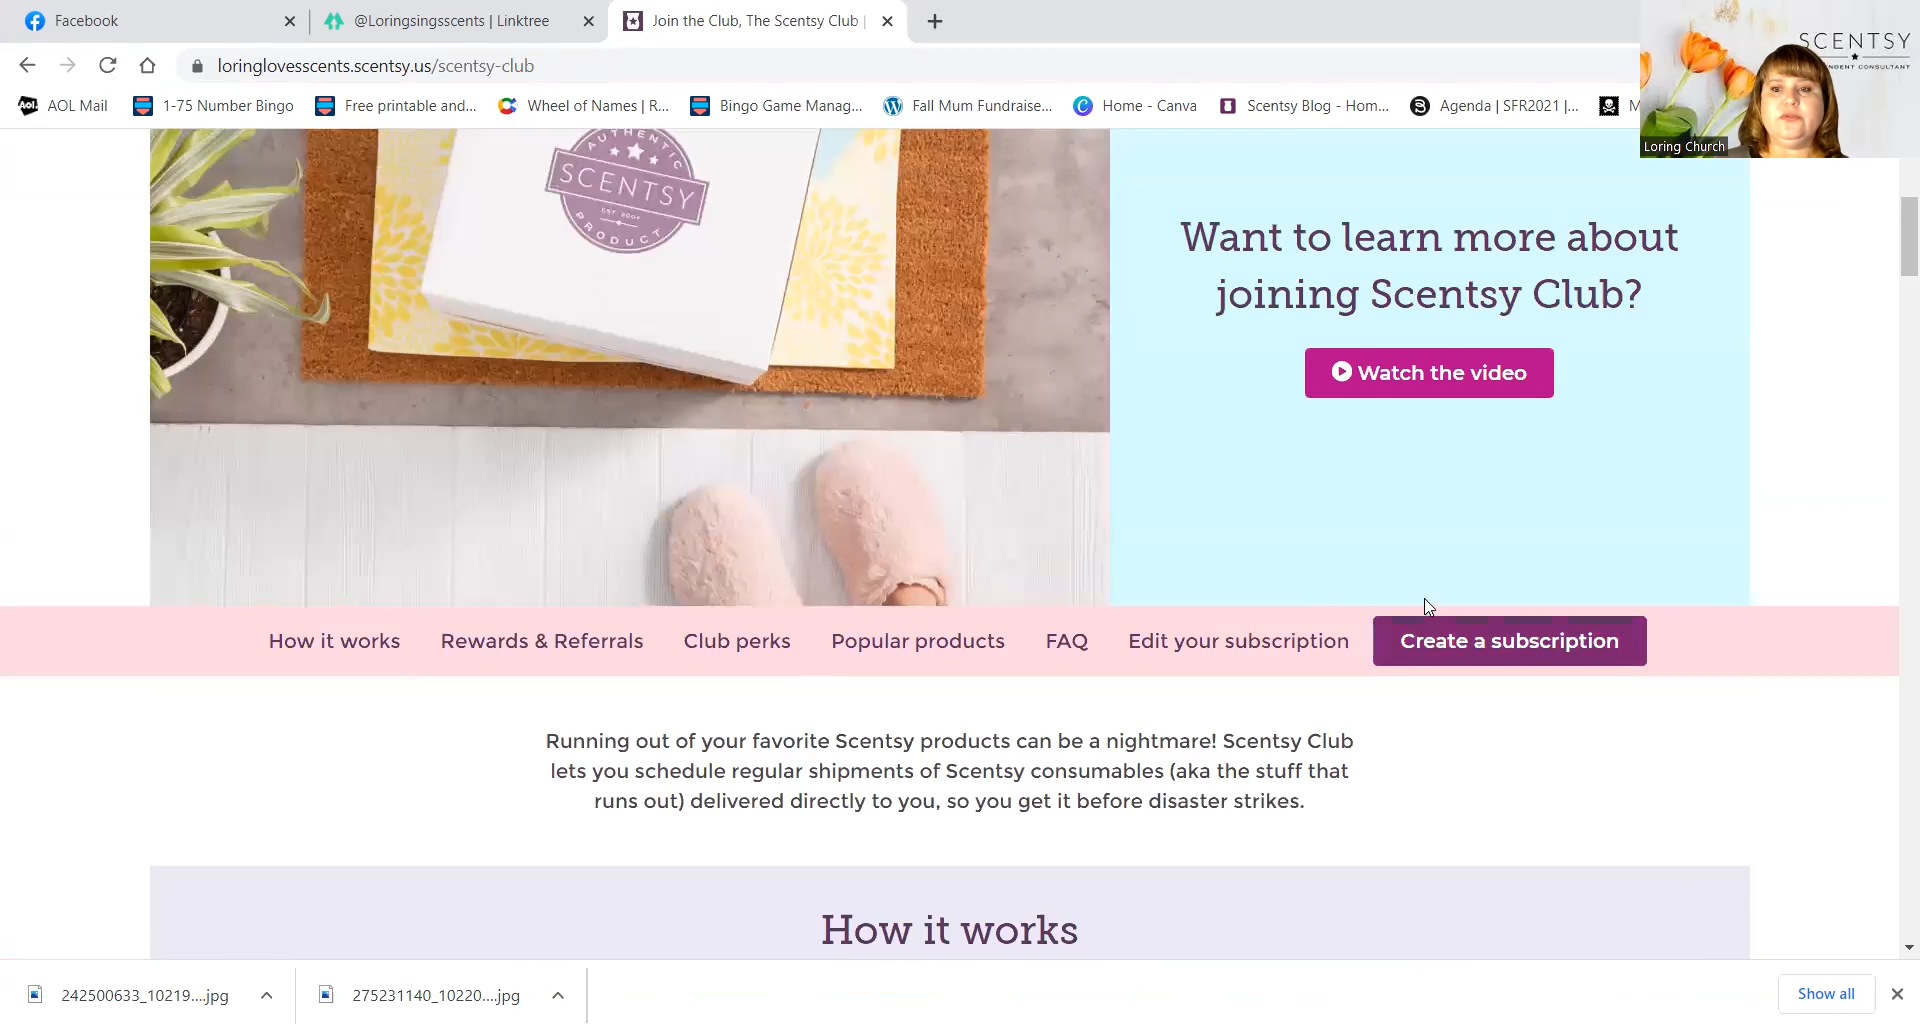 Facebook
@Loringsingsscents | Linktree
Join the Club, The Scentsy Club |
loringlovesscents.scentsy.us/scentsy-club
Aol.
AOL Mail
1-75 Number Bingo
Free printable and...
Wheel of Names | R...
Bingo Game Manag...
Fall Mum Fundraise...
Home - Canva
Scentsy Blog - Hom...
Agenda | SFR2021 |...
M
SCENTSY
INDEPENDENT CONSULTANT
Loring Church
AUTHENTIC
SCENTSY
EST 2004
PRODUCT
Want to learn more about
joining Scentsy Club?
Watch the video
How it works
Rewards & Referrals
Club perks
Popular products
FAQ
Edit your subscription
Create a subscription
Running out of your favorite Scentsy products can be a nightmare! Scentsy Club
lets you schedule regular shipments of Scentsy consumables (aka the stuff that
runs out) delivered directly to you, so you get it before disaster strikes.
How it works
242500633_10219....jpg
275231140_10220....jpg
Show all